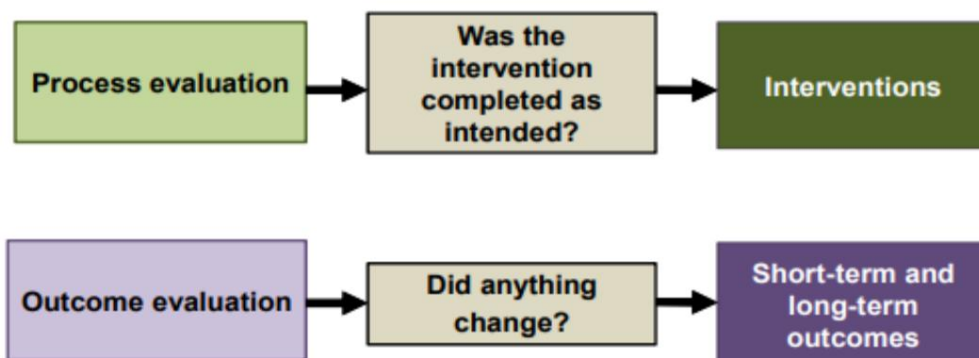 Process evaluation
Was the
intervention
completed as
intended?
Interventions
Outcome evaluation
Did anything
change?
Short-term and
long-term
outcomes